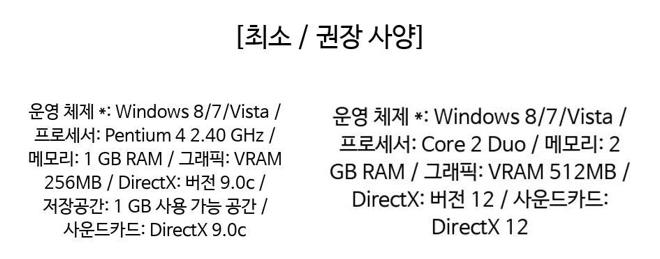 [최소 / 권장 사양]
운영 체제 *: Windows 8/7/Vista /
프로세서: Pentium 4 2.40 GHz /
메모리: 1 GB RAM / 그래픽: VRAM
256MB / DirectX: 버전 9.0c /
저장공간: 1 GB 사용 가능 공간 /
사운드카드: DirectX 9.0c
운영 체제 *: Windows 8/7/Vista /
프로세서: Core 2 Duo / 메모리: 2
GB RAM / 그래픽: VRAM 512MB /
DirectX: 버전 12 / 사운드카드:
DirectX 12